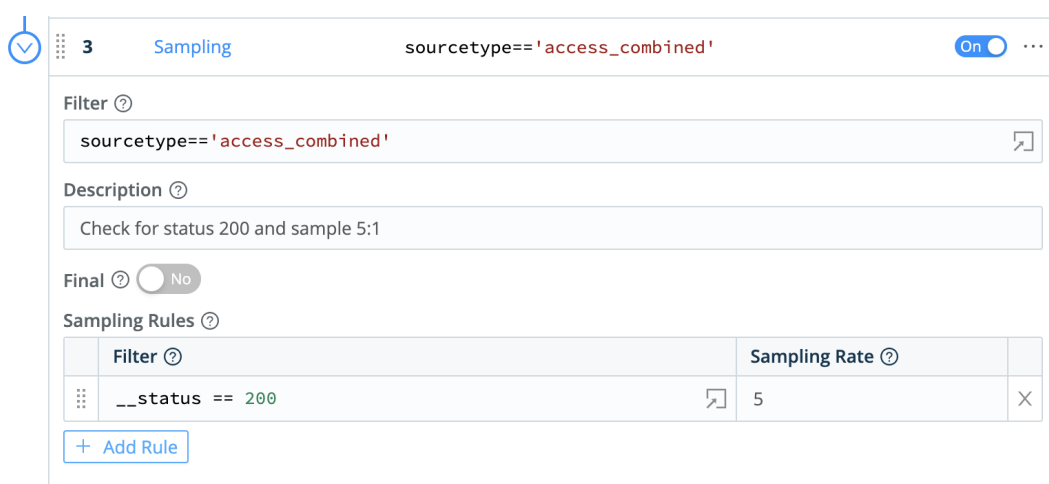 3 Sampling sourcetype=='access_combined' On ...
Filter ?
sourcetype=='access_combined'
Description ?
Check for status 200 and sample 5:1
Final ? No
Sampling Rules ?
Filter ? Sampling Rate ?
__status == 200 5 X
+ Add Rule